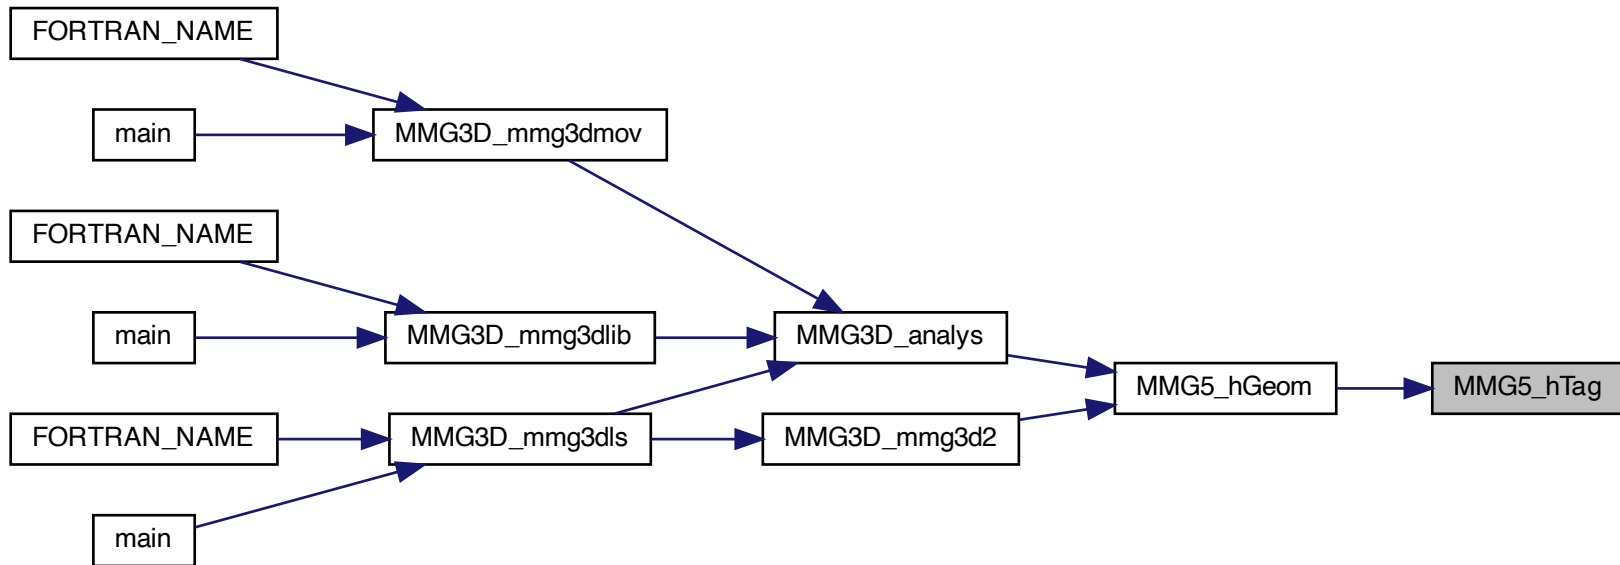 FORTRAN_NAME
main
MMG3D_mmg3dmov
FORTRAN_NAME
main
MMG3D_mmg3dlib
MMG3D_analys
MMG5_hGeom
MMG5_hTag
FORTRAN_NAME
MMG3D_mmg3dls
MMG3D_mmg3d2
main